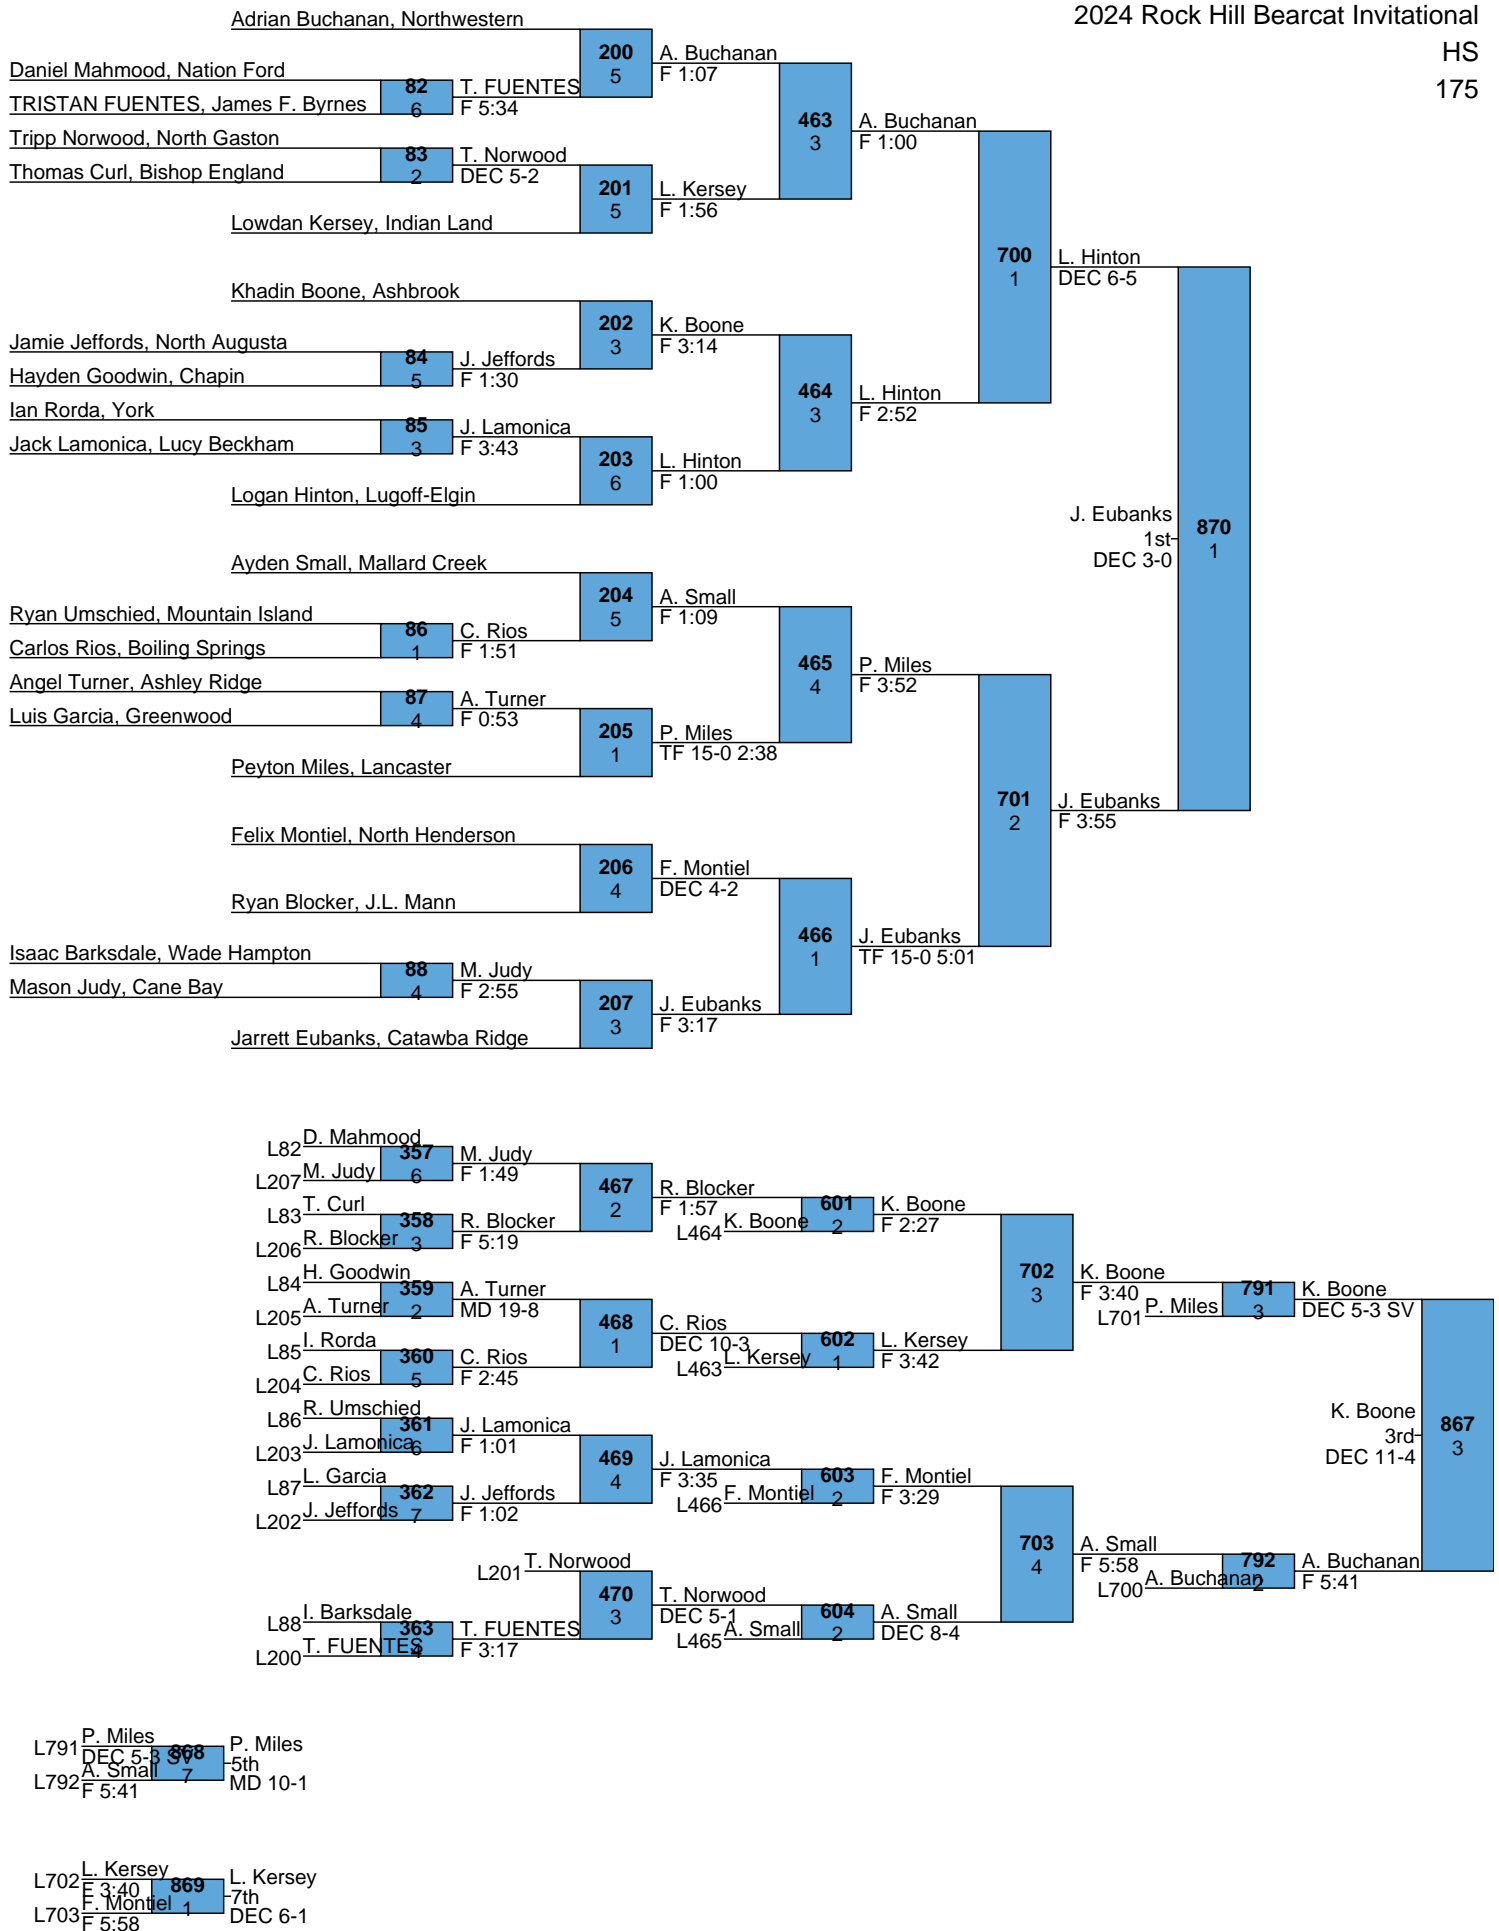 2024 Rock Hill Bearcat Invitational
HS
175
Adrian Buchanan, Northwestern
200
5
A. Buchanan
F 1:07
Daniel Mahmood, Nation Ford
82
6
T. FUENTES
F 5:34
TRISTAN FUENTES, James F. Byrnes
463
3
A. Buchanan
F 1:00
Tripp Norwood, North Gaston
83
2
T. Norwood
DEC 5-2
Thomas Curl, Bishop England
201
5
L. Kersey
F 1:56
Lowdan Kersey, Indian Land
700
1
L. Hinton
DEC 6-5
Khadin Boone, Ashbrook
202
3
K. Boone
F 3:14
Jamie Jeffords, North Augusta
84
5
J. Jeffords
F 1:30
Hayden Goodwin, Chapin
464
3
L. Hinton
F 2:52
Ian Rorda, York
85
3
J. Lamonica
F 3:43
Jack Lamonica, Lucy Beckham
203
6
L. Hinton
F 1:00
Logan Hinton, Lugoff-Elgin
J. Eubanks
1st
DEC 3-0
870
1
Ayden Small, Mallard Creek
204
5
A. Small
F 1:09
Ryan Umschied, Mountain Island
86
1
C. Rios
F 1:51
Carlos Rios, Boiling Springs
465
4
P. Miles
F 3:52
Angel Turner, Ashley Ridge
87
4
A. Turner
F 0:53
Luis Garcia, Greenwood
205
1
P. Miles
TF 15-0 2:38
Peyton Miles, Lancaster
701
2
J. Eubanks
F 3:55
Felix Montiel, North Henderson
206
4
F. Montiel
DEC 4-2
Ryan Blocker, J.L. Mann
466
1
J. Eubanks
TF 15-0 5:01
Isaac Barksdale, Wade Hampton
88
4
M. Judy
F 2:55
Mason Judy, Cane Bay
207
3
J. Eubanks
F 3:17
Jarrett Eubanks, Catawba Ridge
L82 D. Mahmood
357
6
M. Judy
F 1:49
L207 M. Judy
467
2
R. Blocker
F 1:57
L83 T. Curl
358
3
R. Blocker
F 5:19
L206 R. Blocker
L464 K. Boone
601
2
K. Boone
F 2:27
L84 H. Goodwin
359
2
A. Turner
MD 19-8
L205 A. Turner
702
3
K. Boone
F 3:40
L701 P. Miles
791
3
K. Boone
DEC 5-3 SV
468
1
C. Rios
DEC 10-3
L85 I. Rorda
360
5
C. Rios
F 2:45
L204 C. Rios
L463 L. Kersey
602
1
L. Kersey
F 3:42
L86 R. Umschied
361
6
J. Lamonica
F 1:01
L203 J. Lamonica
K. Boone
3rd
DEC 11-4
867
3
469
4
J. Lamonica
F 3:35
L87 L. Garcia
362
7
J. Jeffords
F 1:02
L202 J. Jeffords
L466 F. Montiel
603
2
F. Montiel
F 3:29
703
4
A. Small
F 5:58
L700 A. Buchanan
792
2
A. Buchanan
F 5:41
L201 T. Norwood
470
3
T. Norwood
DEC 5-1
L88 I. Barksdale
363
4
T. FUENTES
F 3:17
L200 T. FUENTES
L465 A. Small
604
2
A. Small
DEC 8-4
L791 P. Miles
DEC 5-3 SV
868
7
P. Miles
5th
MD 10-1
L792 A. Small
F 5:41
L702 L. Kersey
F 3:40
869
1
L. Kersey
7th
DEC 6-1
L703 F. Montiel
F 5:58